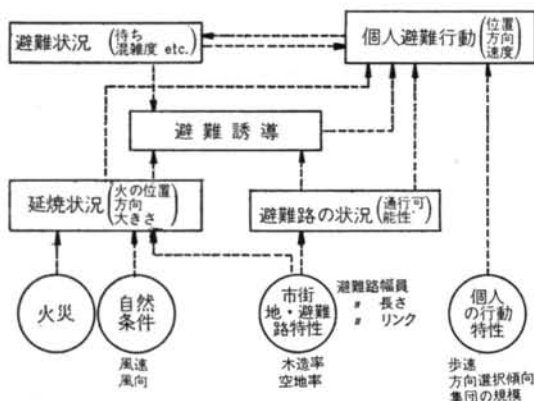 避難状況 (待ち
混雑度 etc.)
個人避難行動 (位置
方向
速度)
避難誘導
延焼状況 (火の位置
方向
大きさ)
避難路の状況 (通行可
能性)
火災
自然
条件
市街
地・避難
路特性
避難路幅員
〃 長さ
〃 リンク
個人
の行動
特性
風速
風向
木造率
空地率
歩速
方向選択傾向
集団の規模